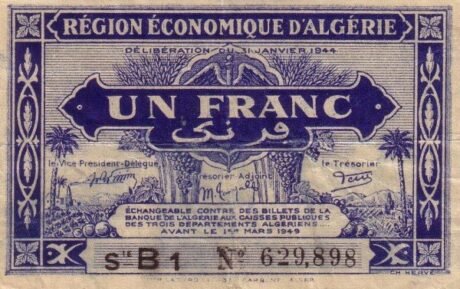 RÉGION ÉCONOMIQUE D'ALGÉRIE
DÉLIBÉRATION DU 31 JANVIER 1944
UN FRANC
فرنك
le Vice Président-Délégué,
Trésorier Adjoint
le Trésorier
ÉCHANGEABLE CONTRE DES BILLETS DE LA
BANQUE DE L'ALGÉRIE AUX CAISSES PUBLIQUES
DES TROIS DÉPARTEMENTS ALGÉRIENS
AVANT LE 1ER MARS 1949
STE B1 No 629,898
CH HERVÉ